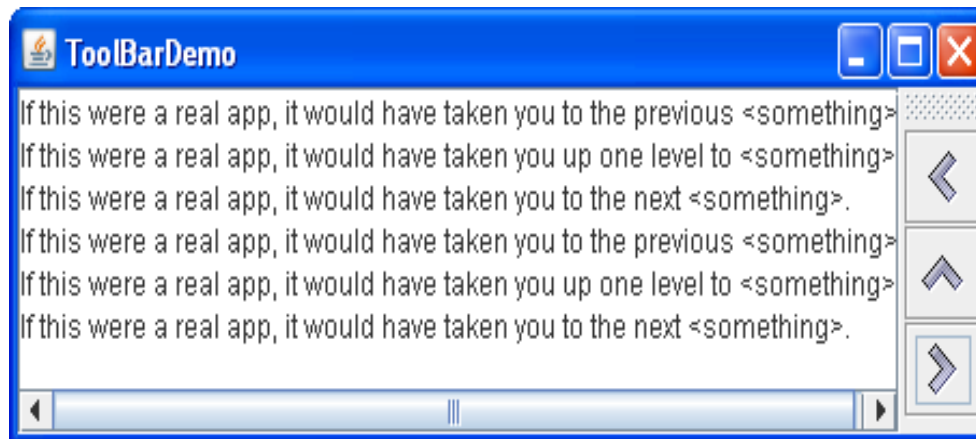 ToolBarDemo
If this were a real app, it would have taken you to the previous <something>
If this were a real app, it would have taken you up one level to <something>
If this were a real app, it would have taken you to the next <something>.
If this were a real app, it would have taken you to the previous <something>
If this were a real app, it would have taken you up one level to <something>
If this were a real app, it would have taken you to the next <something>.